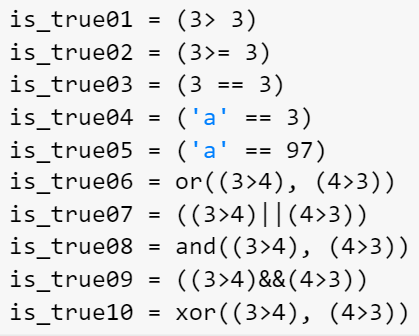 is_true01 = (3> 3)
is_true02 = (3>= 3)
is_true03 = (3 == 3)
is_true04 = ('a' == 3)
is_true05 = ('a' == 97)
is_true06 = or((3>4), (4>3))
is_true07 = ((3>4)||(4>3))
is_true08 = and((3>4), (4>3))
is_true09 = ((3>4)&&(4>3))
is_true10 = xor((3>4), (4>3))